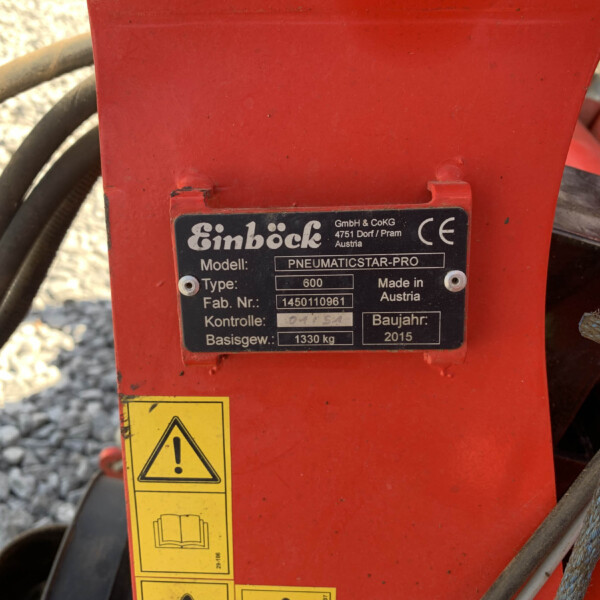 Einböck
GmbH & CoKG
4751 Dorf / Pram
Austria
CE
Modell: PNEUMATICSTAR-PRO
Type: 600
Fab. Nr.: 1450110961
Made in
Austria
Kontrolle:
Baujahr:
2015
Basisgew.: 1330 kg